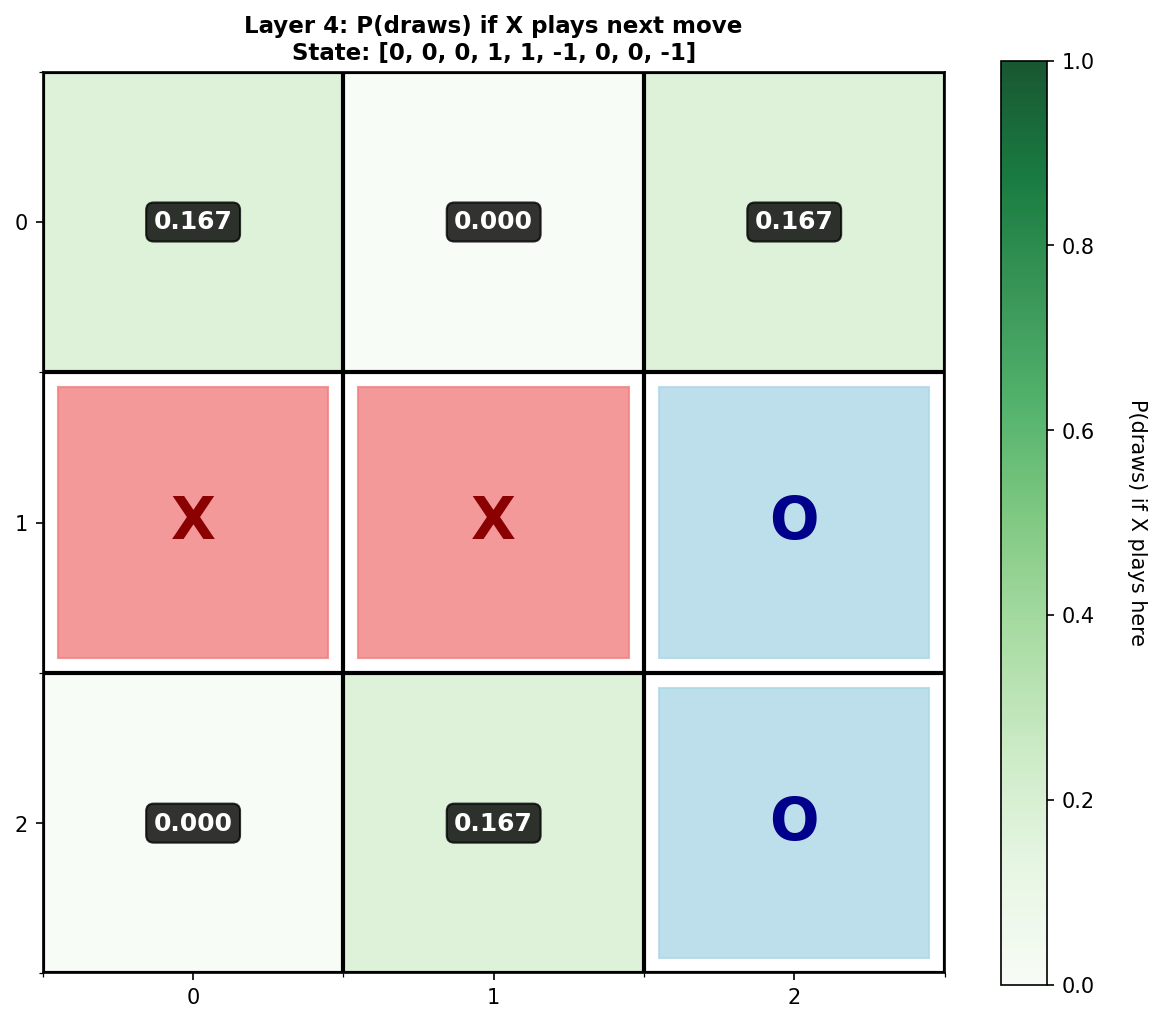 Layer 4: P(draws) if X plays next move
State: [0, 0, 0, 1, 1, -1, 0, 0, -1]
0
0.167
0.000
0.167
1
X
X
O
2
0.000
0.167
O
0
1
2
1.0
0.8
0.6
0.4
0.2
0.0
P(draws) if X plays here